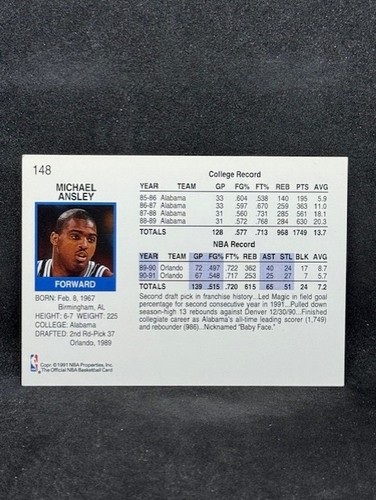 148
MICHAEL
ANSLEY
FORWARD
BORN: Feb. 8, 1967
Birmingham, AL
HEIGHT: 6-7 WEIGHT: 225
COLLEGE: Alabama
DRAFTED: 2nd Rd-Pick 37
Orlando, 1989
Copr. ©1991 NBA Properties, Inc.
The Official NBA Basketball Card
College Record
YEAR TEAM GP FG% FT% REB PTS AVG
85-86 Alabama 33 .604 .538 140 195 5.9
86-87 Alabama 33 .597 .670 259 363 11.0
87-88 Alabama 31 .560 .731 285 561 18.1
88-89 Alabama 31 .572 .768 284 630 20.3
TOTALS 128 .577 .713 968 1749 13.7
NBA Record
YEAR TEAM GP FG% FT% REB AST STL BLK AVG
89-90 Orlando 72 .497 .722 362 40 24 17 8.7
90-91 Orlando 67 .548 .717 253 25 27 7 5.7
TOTALS 139 .515 .720 615 65 51 24 7.2
Second draft pick in franchise history...Led Magic in field goal
percentage for second consecutive year in 1991...Pulled down
season-high 13 rebounds against Denver 12/30/90...Finished
collegiate career as Alabama's all-time leading scorer (1,749)
and rebounder (986)...Nicknamed "Baby Face."